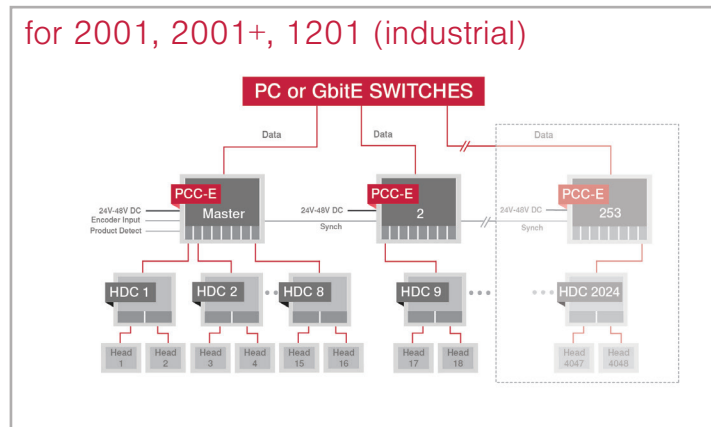 for 2001, 2001+, 1201 (industrial)
PC or GbitE SWITCHES
Data
Data
Data
PCC-E
Master
24V-48V DC
Encoder Input
Product Detect
PCC-E
2
24V-48V DC
Synch
PCC-E
253
24V-48V DC
Synch
HDC 1
HDC 2
HDC 8
HDC 9
HDC 2024
Head
1
Head
2
Head
3
Head
4
Head
15
Head
16
Head
17
Head
18
Head
4047
Head
4048